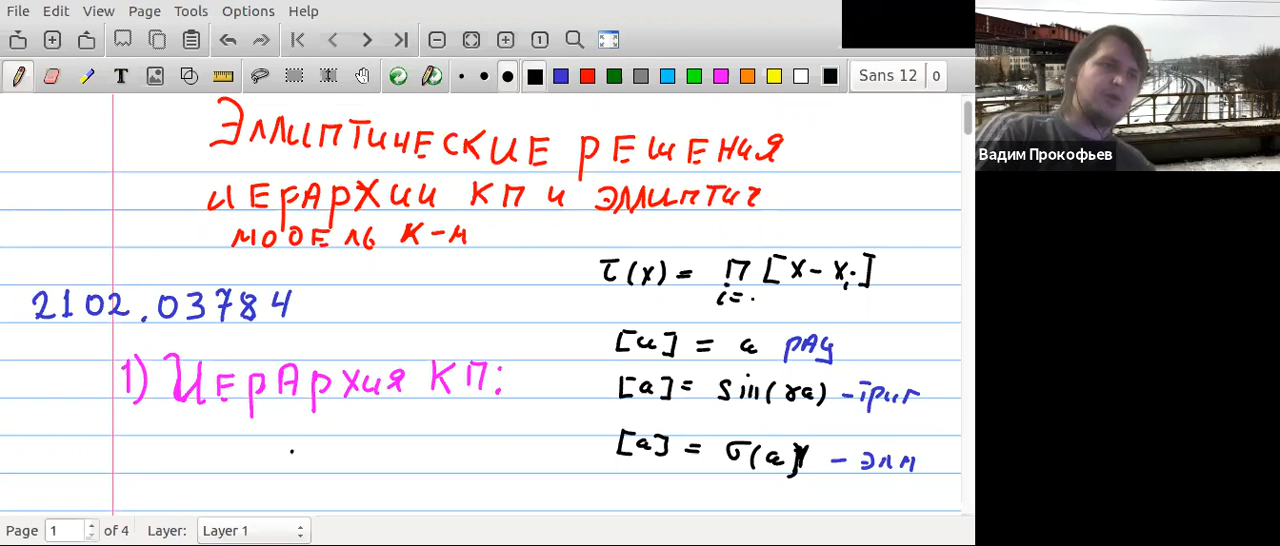 File Edit View Page Tools Options Help
Sans 12 0
Вадим Прокофьев
Эллиптические решения
иерархии КП и эллиптич
модель К-М
2102.03784
1) Иерархия КП:
τ(x) = ∏ [x - xᵢ]
i=.
[u] = u рац
[u] = sin(γu) - триг
[u] = σ(u) - элл
Page 1 of 4 Layer: Layer 1